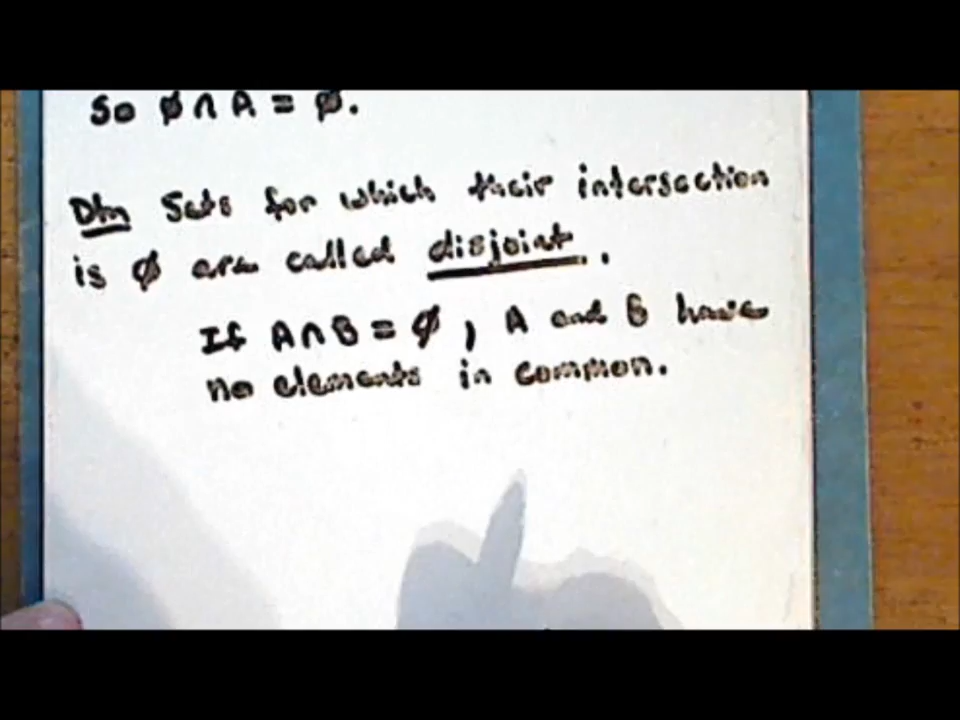 So ∅ ∩ A = ∅.
Dfn Sets for which their intersection
is ∅ are called disjoint.
If A ∩ B = ∅, A and B have
no elements in common.